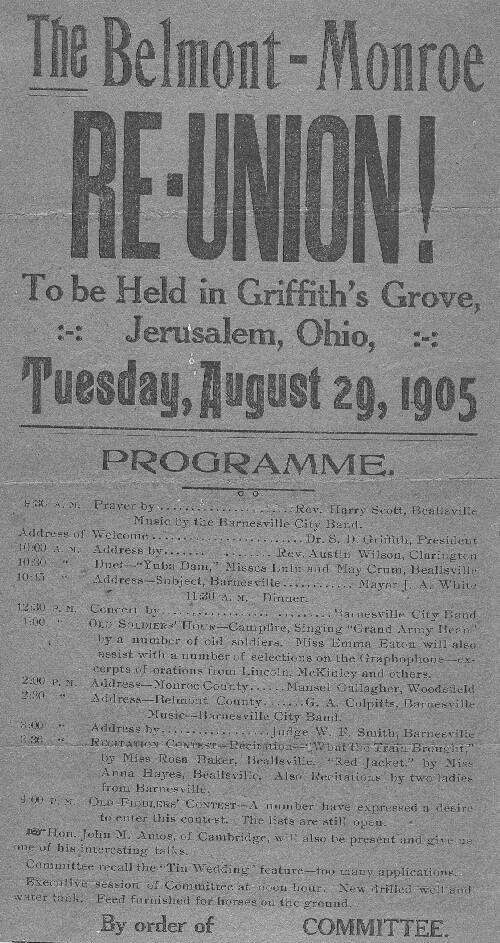 The Belmont - Monroe
RE-UNION!
To be Held in Griffith's Grove,
:-: Jerusalem, Ohio, :-:
Tuesday, August 29, 1905
PROGRAMME.
9:30 A. M. Prayer by.......................Rev. Harry Scott, Beallsville
Music by the Barnesville City Band.
Address of Welcome.......................Dr. S. D. Griffith, President
10:00 A. M. Address by.................Rev. Austin Wilson, Clarington
10:30 " Duet—"Yuba Dam," Misses Lulu and May Crum, Beallsville
10:45 " Address—Subject, Barnesville............Mayor J. A. White
11:30 A. M. Dinner.
12:30 P. M. Concert by.........................Barnesville City Band
1:00 " OLD SOLDIERS' HOUR—Campfire, Singing "Grand Army Bean"
by a number of old soldiers. Miss Emma Eaton will also
assist with a number of selections on the Graphophone—ex-
cerpts of orations from Lincoln, McKinley and others.
2:00 P. M. Address—Monroe County......Mansel Gallagher, Woodsfield
2:30 " Address—Belmont County.......G. A. Colpitts, Barnesville
Music—Barnesville City Band.
3:00 " Address by...................Judge W. F. Smith, Barnesville
3:30 " RECITATION CONTEST—Recitation—"What the Train Brought,"
by Miss Rosa Baker, Beallsville. "Red Jacket," by Miss
Anna Hayes, Beallsville. Also Recitations by two ladies
from Barnesville.
4:00 P. M. OLD FIDDLERS' CONTEST—A number have expressed a desire
to enter this contest. The lists are still open.
Hon. John M. Amos, of Cambridge, will also be present and give us
one of his interesting talks.
Committee recall the "Tin Wedding" feature—too many applications.
Executive session of Committee at noon hour. New drilled well and
water tank. Feed furnished for horses on the ground.
By order of COMMITTEE.